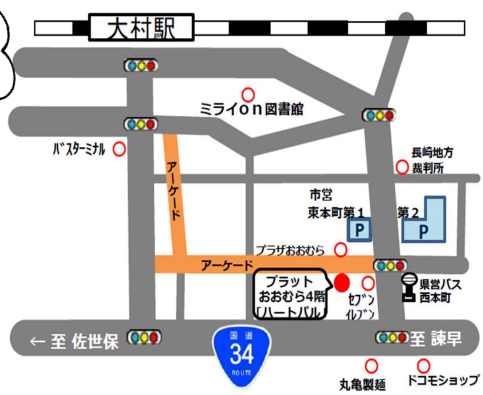 大村駅
ミライon図書館
バスターミナル
アーケード
長崎地方
裁判所
市営
東本町第1
第2
P
P
プラザおおむら
アーケード
プラット
おおむら4階
「ハートパル」
セブン
イレブン
県営バス
西本町
← 至 佐世保
国道
34
ROUTE
至 諫早
丸亀製麺
ドコモショップ